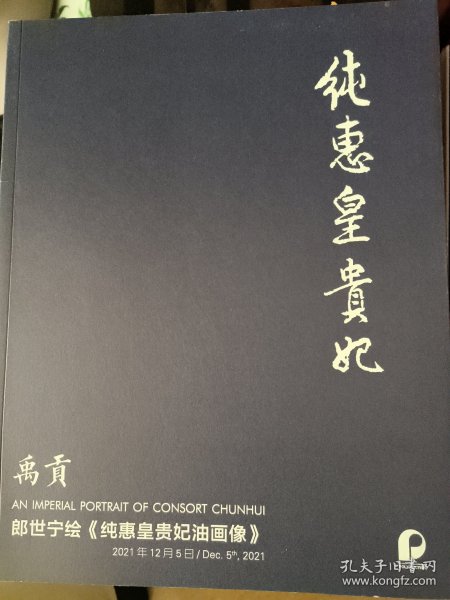 纯惠皇貴妃
禹貢
AN IMPERIAL PORTRAIT OF CONSORT CHUNHUI
郎世宁绘《纯惠皇贵妃油画像》
2021年12月5日/Dec. 5th, 2021
孔夫子旧书网
www.kongfz.com